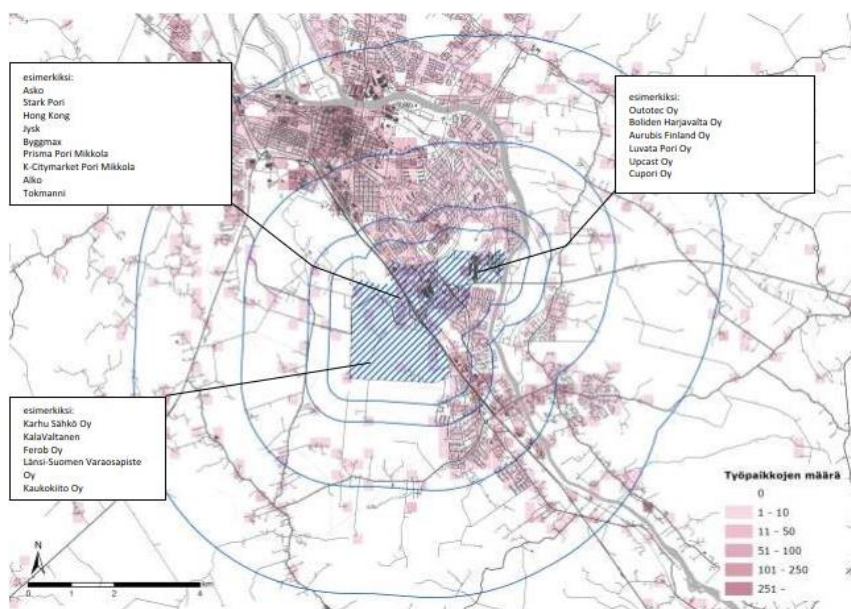 esimerkiksi:
Asko
Stark Pori
Hong Kong
Jysk
Byggmax
Prisma Pori Mikkola
K-Citymarket Pori Mikkola
Alko
Tokmanni
esimerkiksi:
Outotec Oy
Boliden Harjavalta Oy
Aurubis Finland Oy
Luvata Pori Oy
Upcast Oy
Cupori Oy
esimerkiksi:
Karhu Sähkö Oy
KalaValtanen
Ferob Oy
Länsi-Suomen Varaosapiste
Oy
Kaukokiito Oy
Työpaikkojen määrä
0
1 - 10
11 - 50
51 - 100
101 - 250
251 -
N
0 1 2 4